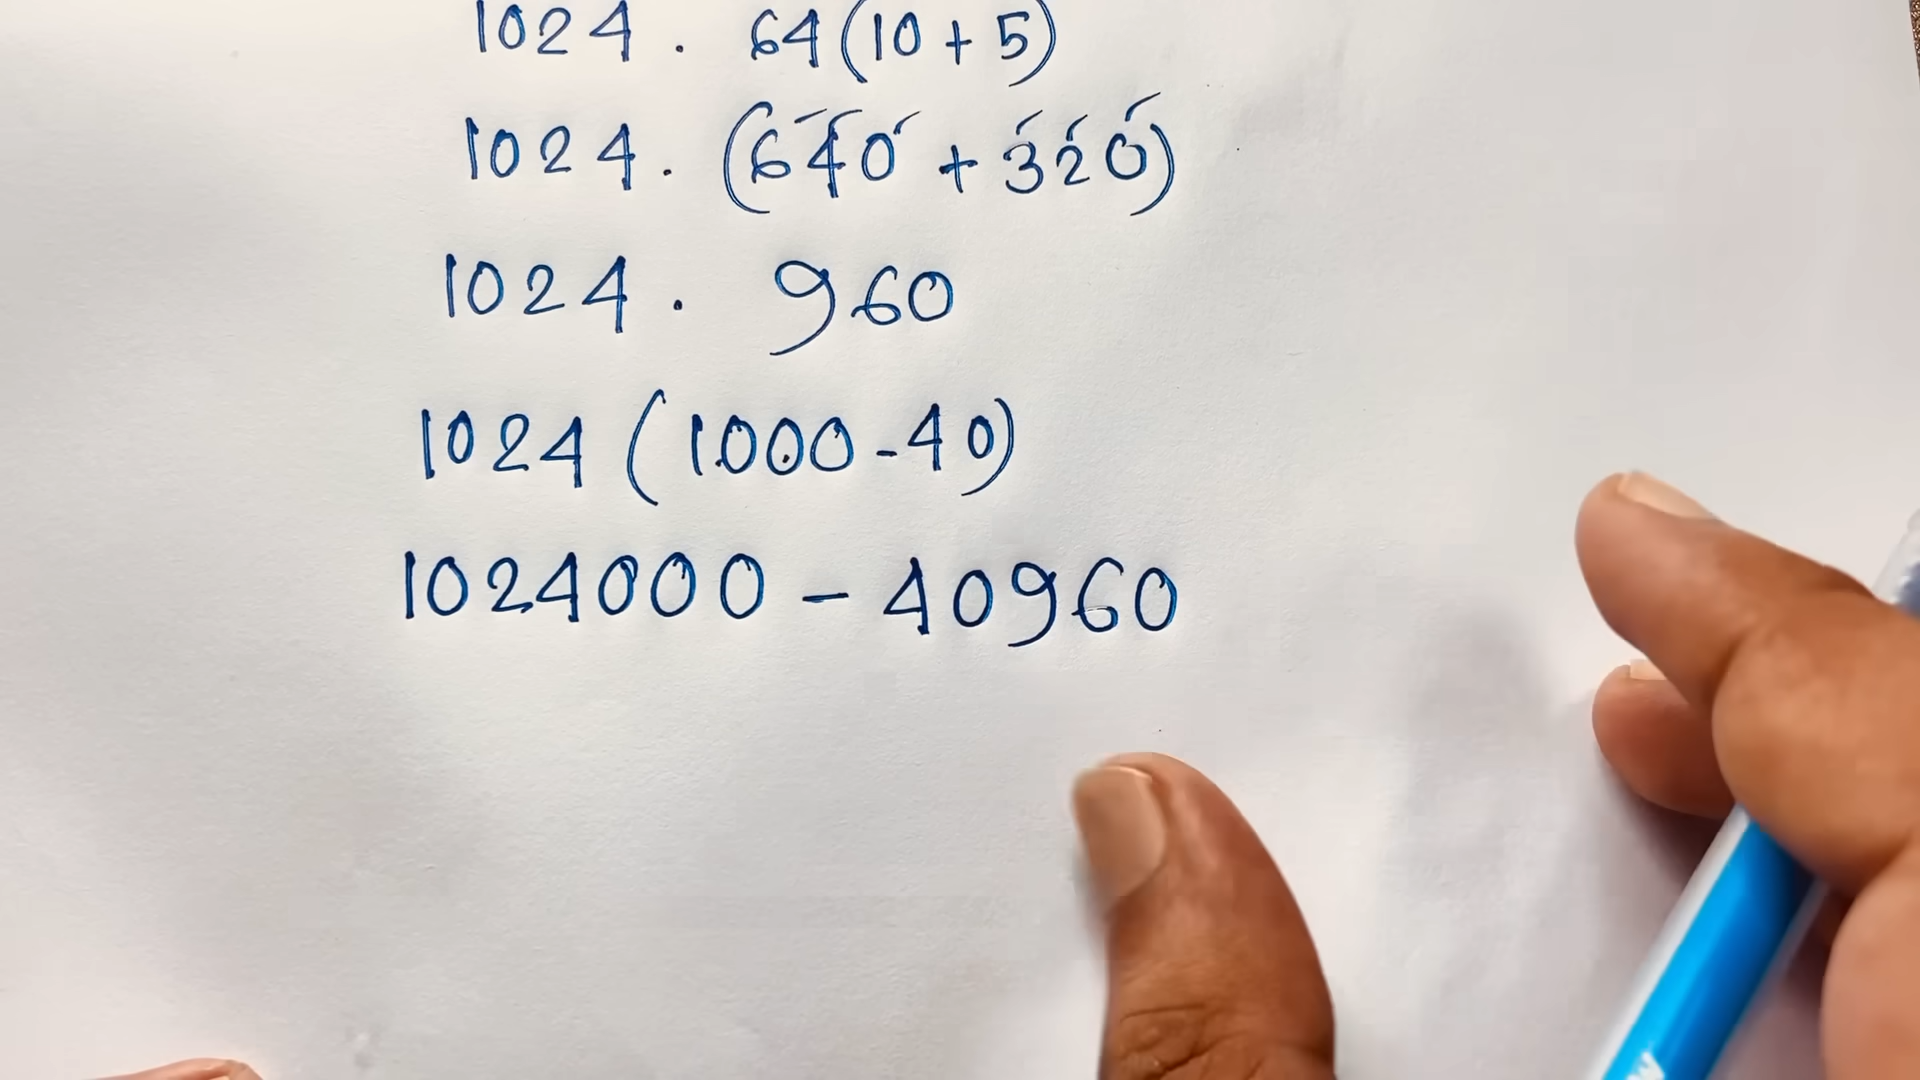 1024 . 64(10+5)
1024 . (640 + 320)
1024 . 960
1024 (1000-40)
1024000 - 40960